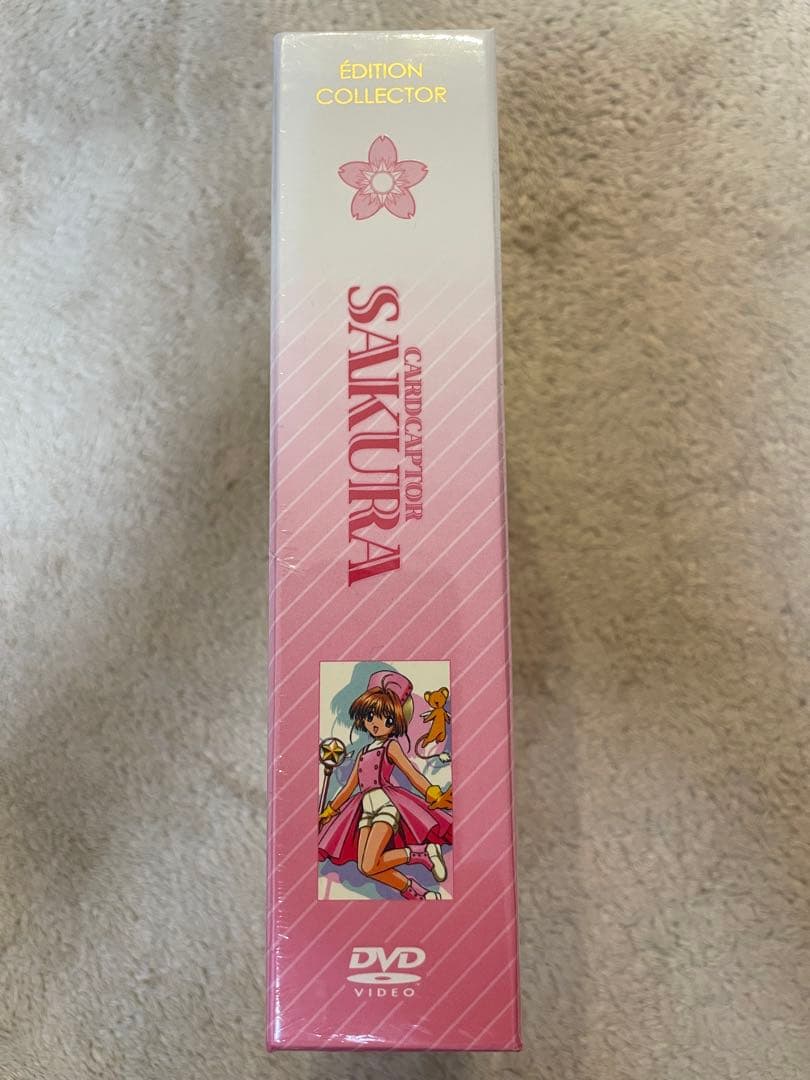 ÉDITION
COLLECTOR
CARDCAPTOR
SAKURA
DVD
VIDEO